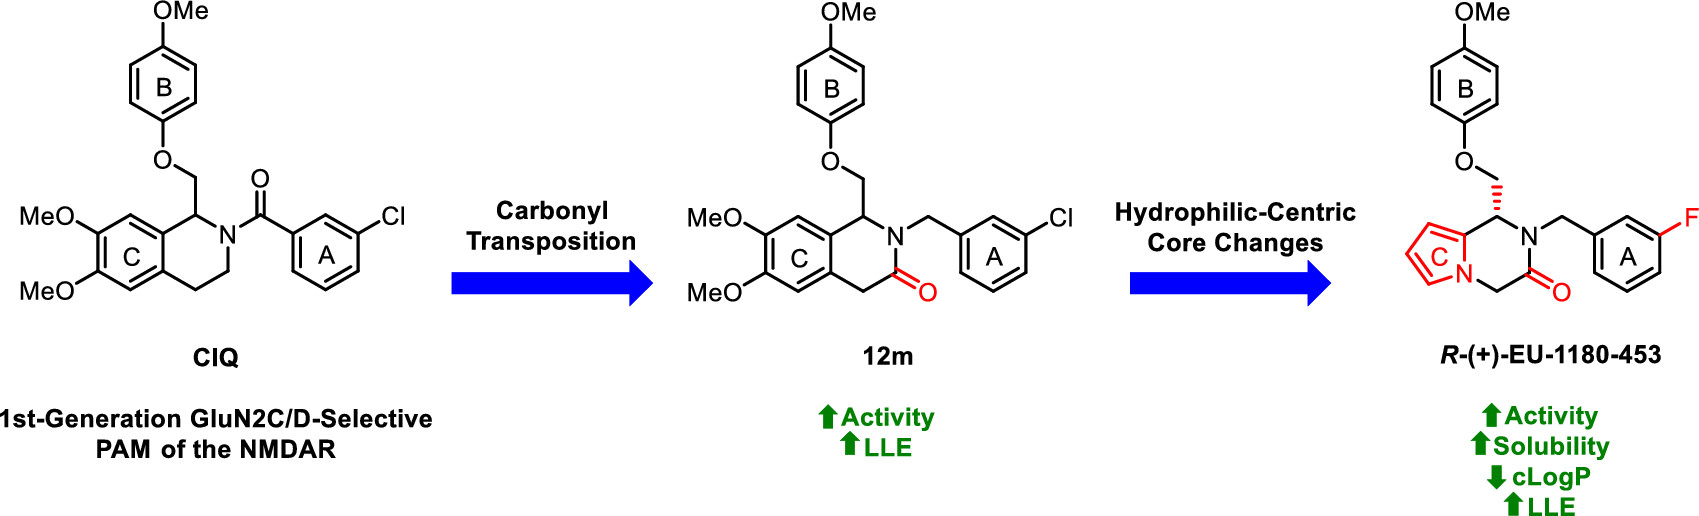 OMe
B
O
O
MeO
MeO
C
N
A
Cl
CIQ
1st-Generation GluN2C/D-Selective
PAM of the NMDAR
Carbonyl
Transposition
OMe
B
O
MeO
MeO
C
N
O
A
Cl
12m
Activity
LLE
Hydrophilic-Centric
Core Changes
OMe
B
O
C
N
N
O
A
F
R-(+)-EU-1180-453
Activity
Solubility
cLogP
LLE